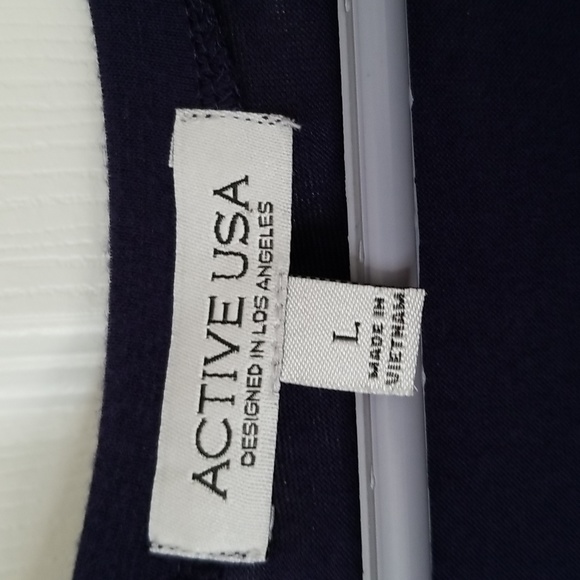 ACTIVE USA
DESIGNED IN LOS ANGELES
L
MADE IN
VIETNAM